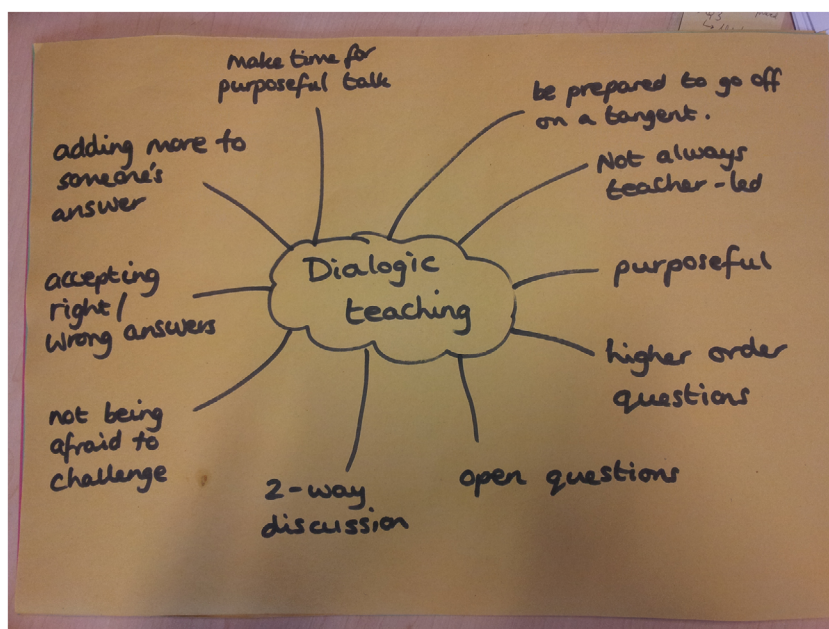 Make time for
purposeful talk
be prepared to go off
on a tangent.
Not always
teacher-led
purposeful
higher order
questions
open questions
2-way
discussion
not being
afraid to
challenge
accepting
right/
wrong answers
adding more to
someone's
answer
Dialogic
teaching